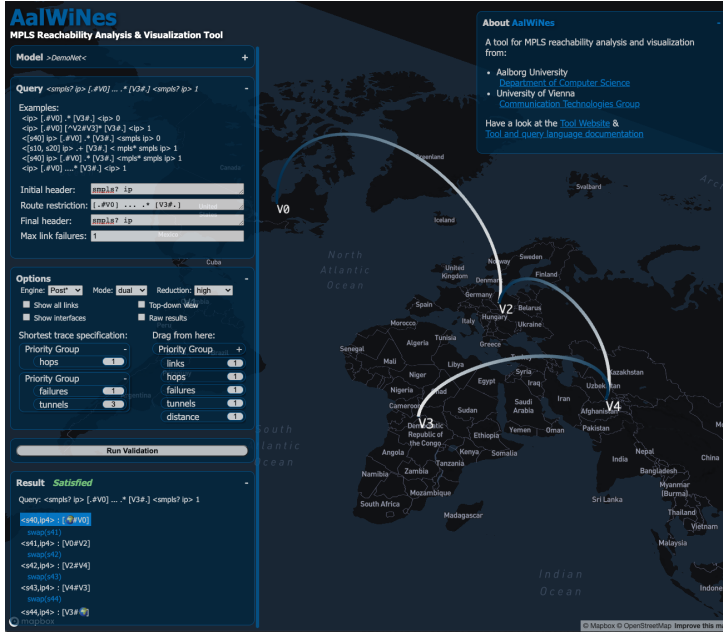 AalWiNes
MPLS Reachability Analysis & Visualization Tool
Model >DemoNet< +
Query <smpls? ip> [.#V0] ... .* [V3#.] <smpls? ip> 1 -
Examples:
<ip> [.#V0] .* [V3#.] <ip> 0
<ip> [.#V0] [^V2#V3]* [V3#.] <ip> 1
<[s40] ip> [.#V0] .* [V3#.] <smpls ip> 0
<[s10, s20] ip> .+ [V3#.] < mpls* smpls ip> 1
<[s40] ip> [.#V0] .* [V3#.] <mpls* smpls ip> 1
<ip> [.#V0] ....* [V3#.] <ip> 1
Initial header: smpls? ip
Route restriction: [.#V0] ... .* [V3#.]
Final header: smpls? ip
Max link failures: 1
Options -
Engine: Post* Mode: dual Reduction: high
Show all links Top-down view
Show interfaces Raw results
Shortest trace specification: Drag from here:
Priority Group - Priority Group +
hops 1 links 1
hops 1
Priority Group - failures 1
failures 1 tunnels 1
tunnels 3 distance 1
Run Validation
Result Satisfied -
Query: <smpls? ip> [.#V0] ... .* [V3#.] <smpls? ip> 1
<s40,ip4> : [ #V0]
swap(s41)
<s41,ip4> : [V0#V2]
swap(s42)
<s42,ip4> : [V2#V4]
swap(s43)
<s43,ip4> : [V4#V3]
swap(s44)
<s44,ip4> : [V3# ]
mapbox
About AalWiNes -
A tool for MPLS reachability analysis and visualization
from:
• Aalborg University
Department of Computer Science
• University of Vienna
Communication Technologies Group
Have a look at the Tool Website &
Tool and query language documentation
Canada
United
States
Mexico
Cuba
Greenland
Svalbard
Iceland
V0
North
Atlantic
Ocean
Norway
Sweden
Finland
United
Kingdom
Denmark
Germany
V2
Belarus
Hungary
Ukraine
Spain
Italy
Greece
Morocco
Tunisia
Algeria
Turkey
Syria
Kazakhstan
Uzbekistan
V4
Afghanistan
Senegal
Mali
Libya
Egypt
Iraq
Iran
Pakistan
Niger
Chad
Sudan
Saudi
Arabia
Nigeria
Cameroon
V3
Democratic
Republic of
the Congo
Ethiopia
Yemen
Oman
Kenya
Somalia
India
Nepal
Bangladesh
China
Myanmar
(Burma)
Thailand
Vietnam
Sri Lanka
Malaysia
Indone
Angola
Tanzania
Namibia
Zambia
Mozambique
South Africa
Madagascar
South
Atlantic
Ocean
Indian
Ocean
© Mapbox © OpenStreetMap Improve this m